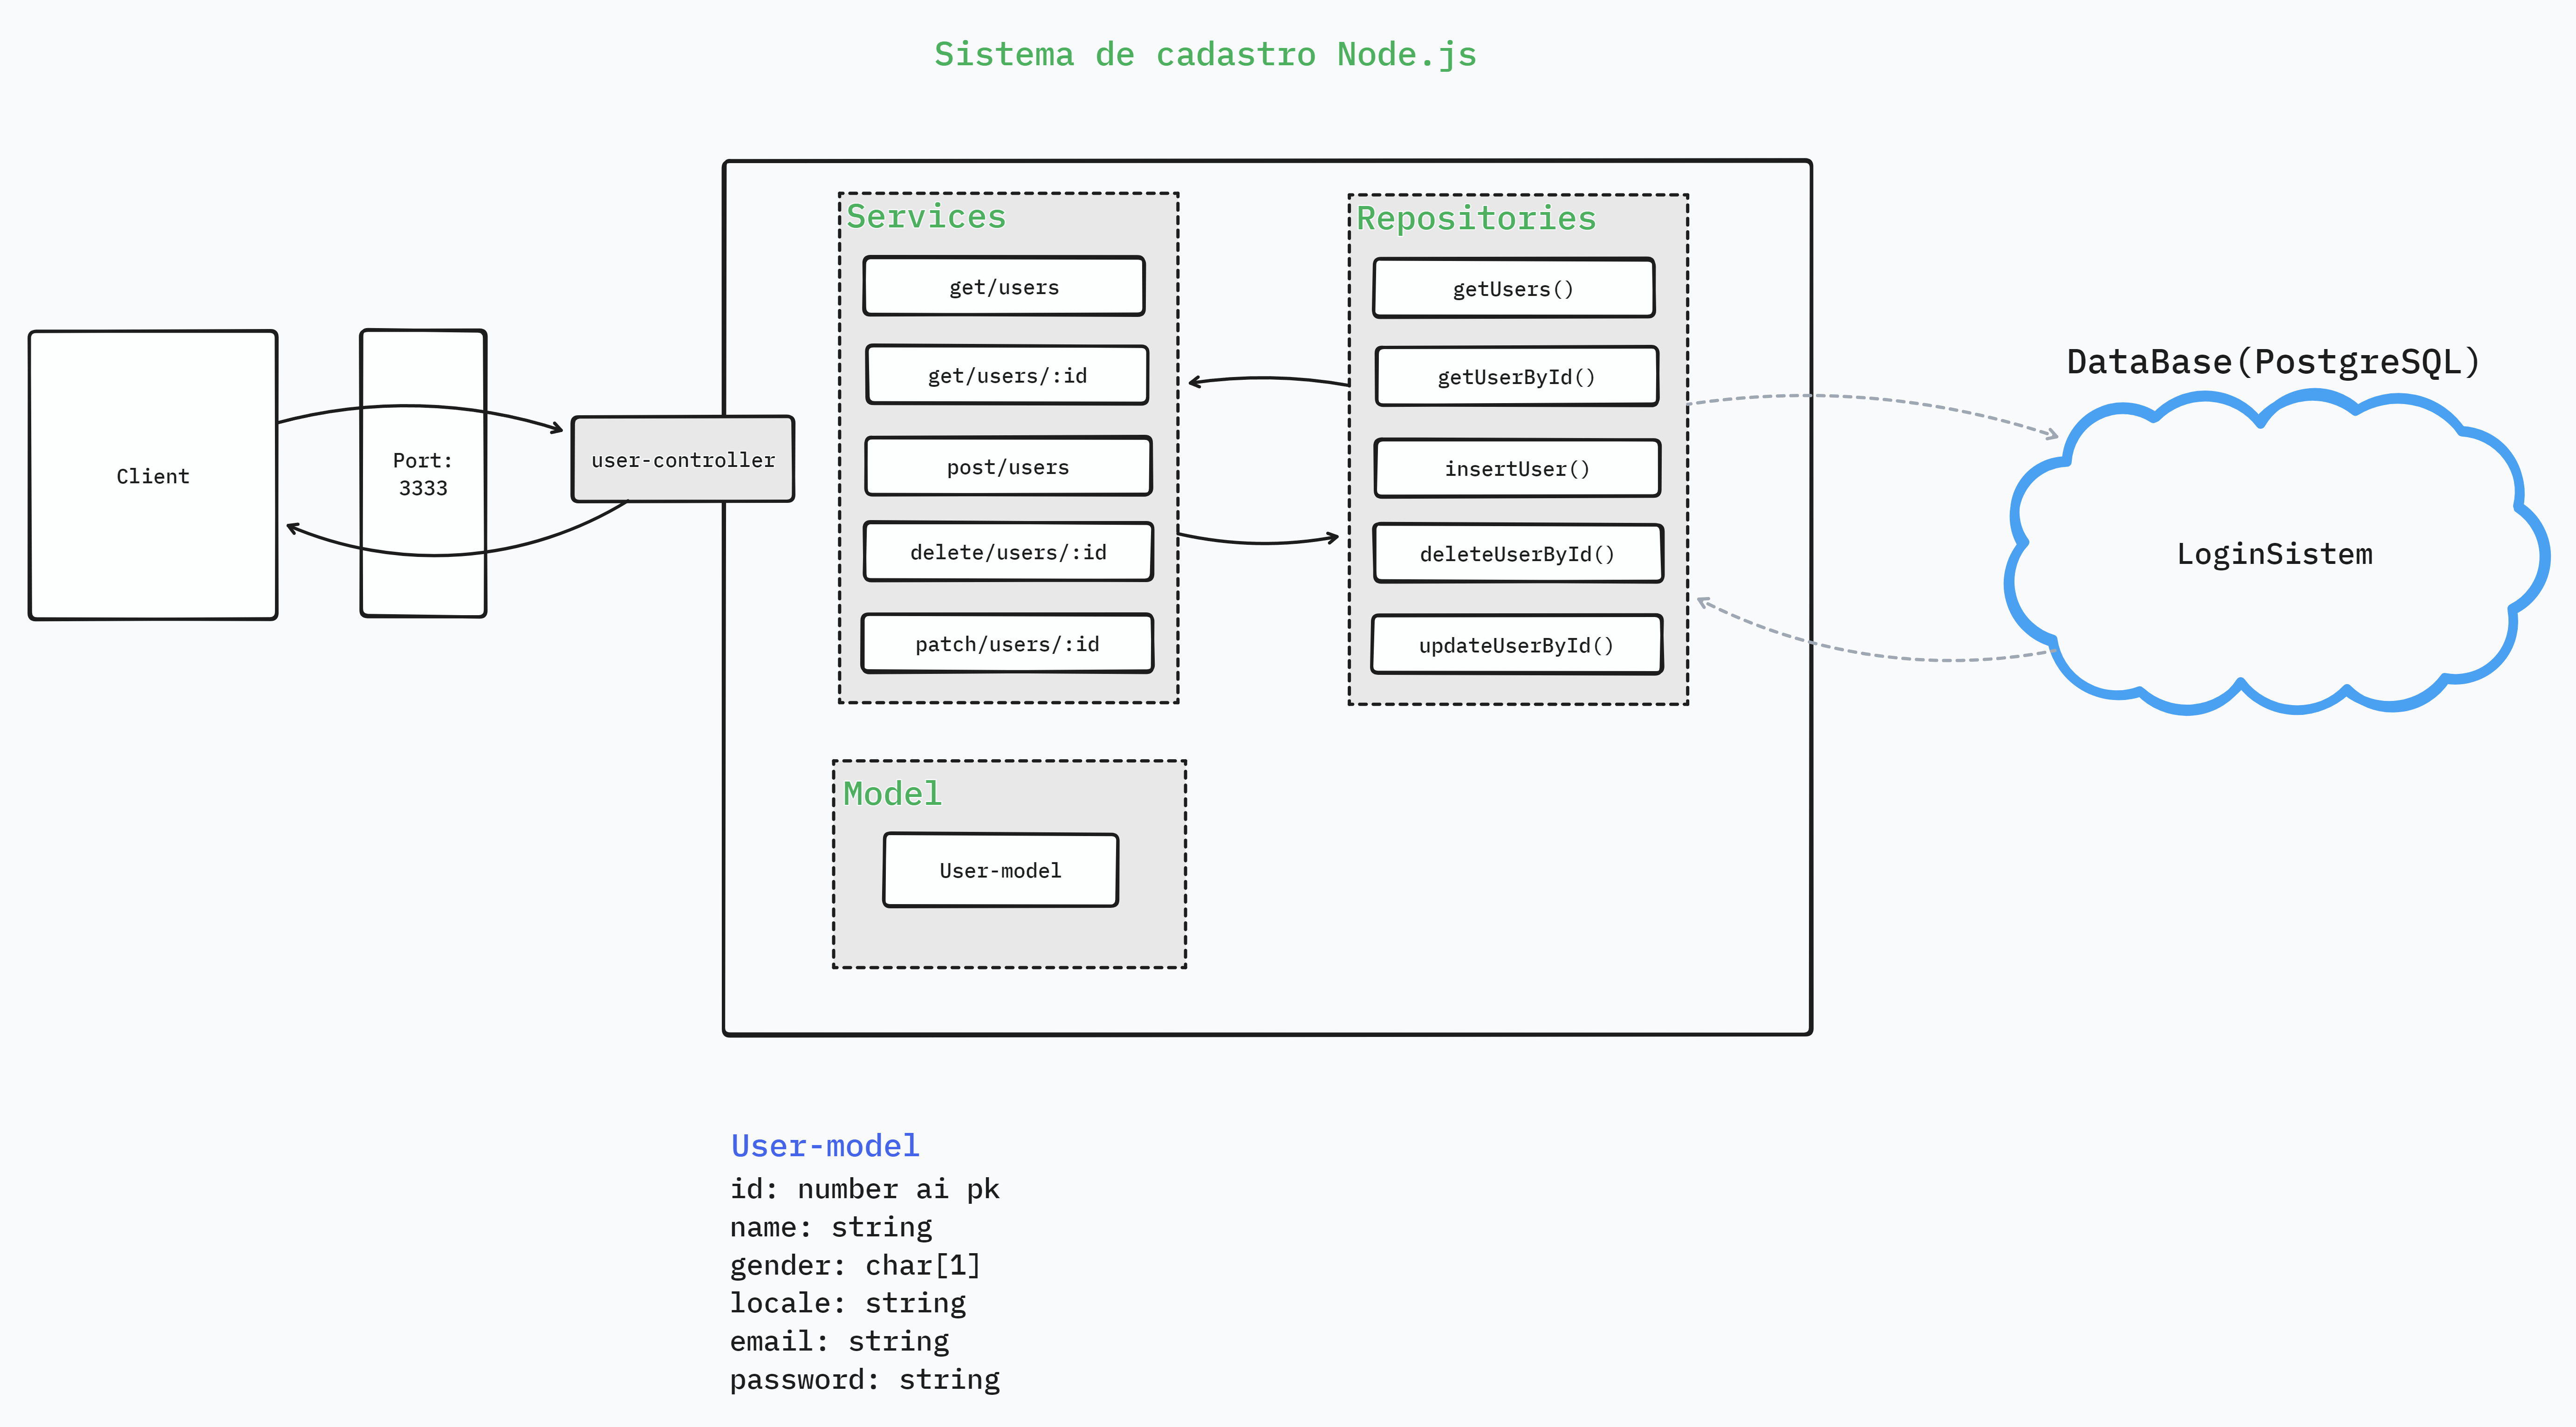 Sistema de cadastro Node.js
Client
Port:
3333
user-controller
Services
get/users
get/users/:id
post/users
delete/users/:id
patch/users/:id
Repositories
getUsers()
getUserById()
insertUser()
deleteUserById()
updateUserById()
DataBase(PostgreSQL)
LoginSistem
Model
User-model
User-model
id: number ai pk
name: string
gender: char[1]
locale: string
email: string
password: string